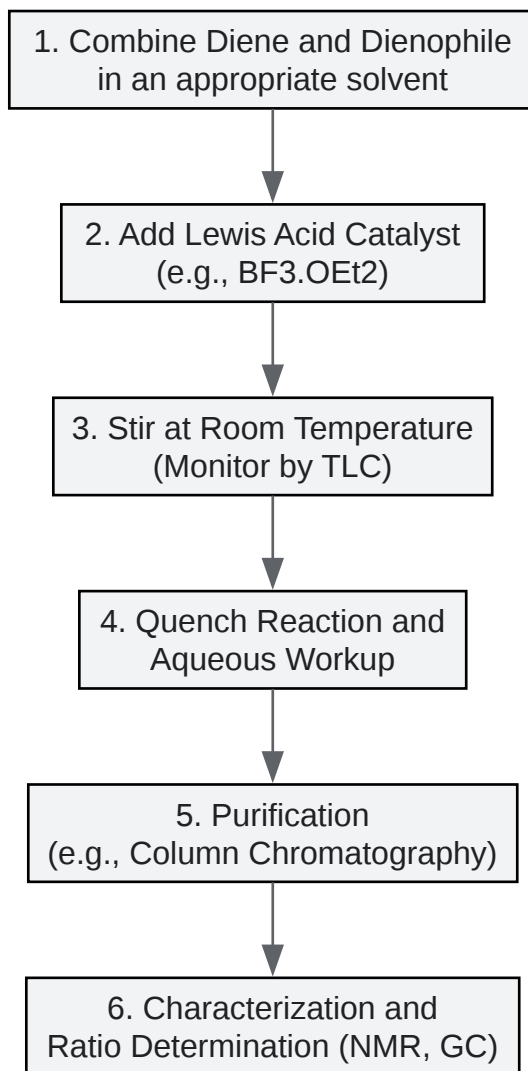 1. Combine Diene and Dienophile
in an appropriate solvent
2. Add Lewis Acid Catalyst
(e.g., BF3.OEt2)
3. Stir at Room Temperature
(Monitor by TLC)
4. Quench Reaction and
Aqueous Workup
5. Purification
(e.g., Column Chromatography)
6. Characterization and
Ratio Determination (NMR, GC)